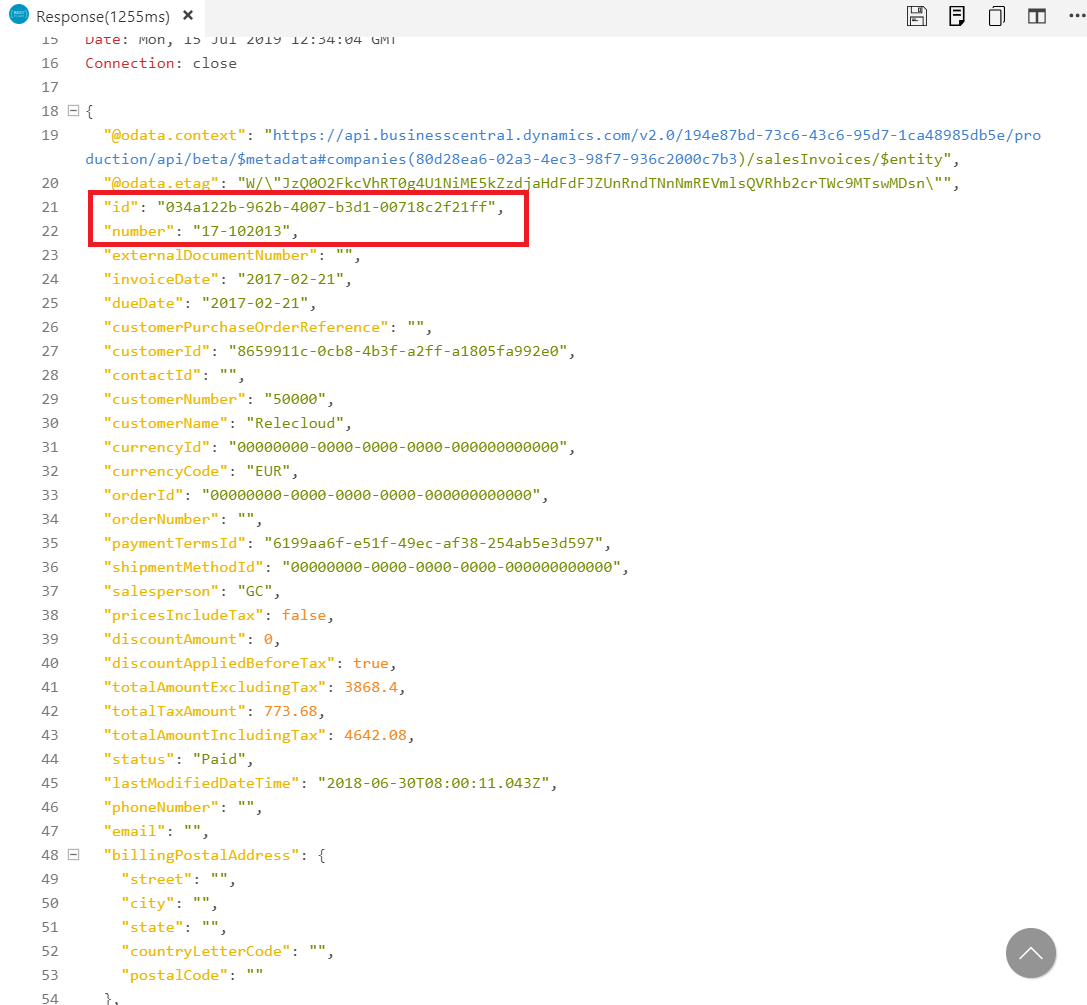 Response(1255ms) ×
15 Date: Mon, 15 Jul 2019 12:34:04 GMT
16 Connection: close
17
18 {
19 "@odata.context": "https://api.businesscentral.dynamics.com/v2.0/194e87bd-73c6-43c6-95d7-1ca48985db5e/pro
duction/api/beta/$metadata#companies(80d28ea6-02a3-4ec3-98f7-936c2000c7b3)/salesInvoices/$entity",
20 "@odata.etag": "W/\"JzQ0O2FkcVhRT0g4U1NiME5kZzdjaHdFdFJZUnRndTNnNmREVmlsQVRhb2crTWc9MTswMDsn\"",
21 "id": "034a122b-962b-4007-b3d1-00718c2f21ff",
22 "number": "17-102013",
23 "externalDocumentNumber": "",
24 "invoiceDate": "2017-02-21",
25 "dueDate": "2017-02-21",
26 "customerPurchaseOrderReference": "",
27 "customerId": "8659911c-0cb8-4b3f-a2ff-a1805fa992e0",
28 "contactId": "",
29 "customerNumber": "50000",
30 "customerName": "Relecloud",
31 "currencyId": "00000000-0000-0000-0000-000000000000",
32 "currencyCode": "EUR",
33 "orderId": "00000000-0000-0000-0000-000000000000",
34 "orderNumber": "",
35 "paymentTermsId": "6199aa6f-e51f-49ec-af38-254ab5e3d597",
36 "shipmentMethodId": "00000000-0000-0000-0000-000000000000",
37 "salesperson": "GC",
38 "pricesIncludeTax": false,
39 "discountAmount": 0,
40 "discountAppliedBeforeTax": true,
41 "totalAmountExcludingTax": 3868.4,
42 "totalTaxAmount": 773.68,
43 "totalAmountIncludingTax": 4642.08,
44 "status": "Paid",
45 "lastModifiedDateTime": "2018-06-30T08:00:11.043Z",
46 "phoneNumber": "",
47 "email": "",
48 "billingPostalAddress": {
49 "street": "",
50 "city": "",
51 "state": "",
52 "countryLetterCode": "",
53 "postalCode": ""
54 },